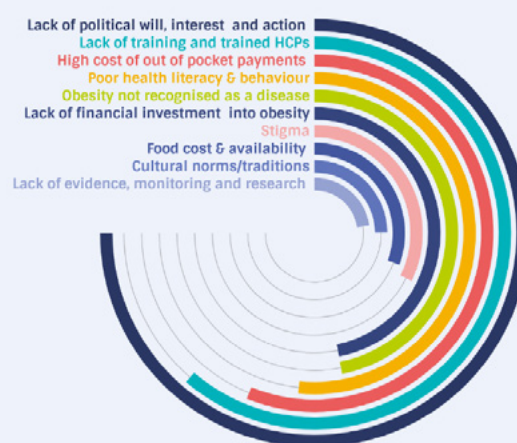 Lack of political will, interest and action
Lack of training and trained HCPs
High cost of out of pocket payments
Poor health literacy & behaviour
Obesity not recognised as a disease
Lack of financial investment into obesity
Stigma
Food cost & availability
Cultural norms/traditions
Lack of evidence, monitoring and research